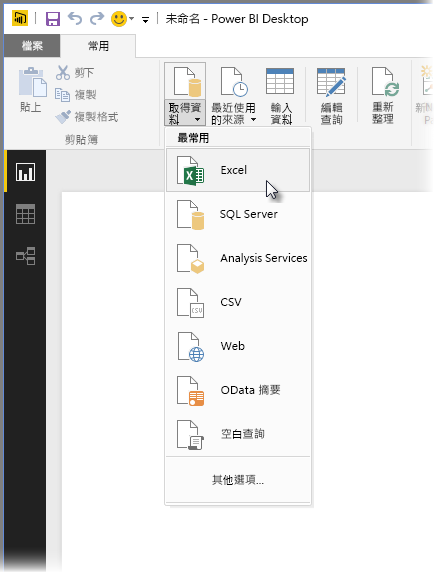 未命名 - Power BI Desktop
檔案
常用
剪下
複製
複製格式
貼上
剪貼簿
取得資
料
最近使用
的來源
輸入
資料
編輯
查詢
重新
整理
最常用
Excel
SQL Server
Analysis Services
CSV
Web
OData 摘要
空白查詢
其他選項...